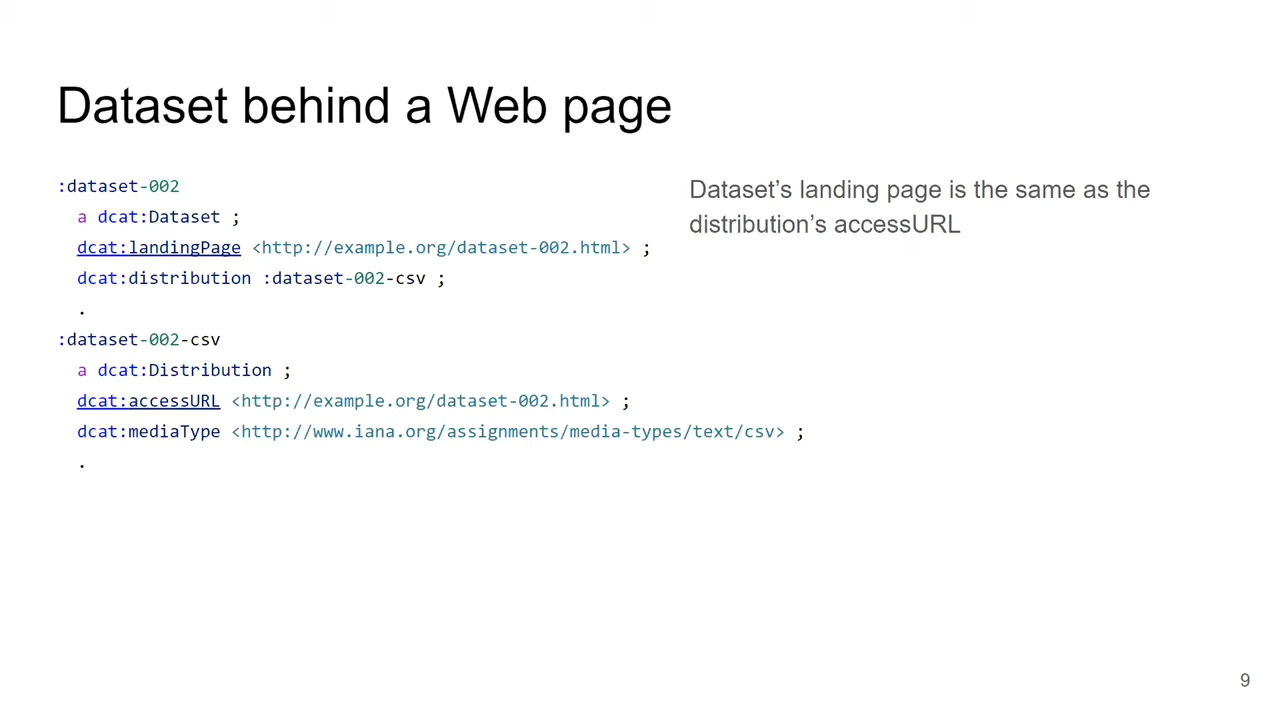 Dataset behind a Web page
:dataset-002
a dcat:Dataset ;
dcat:landingPage <http://example.org/dataset-002.html> ;
dcat:distribution :dataset-002-csv ;
.
:dataset-002-csv
a dcat:Distribution ;
dcat:accessURL <http://example.org/dataset-002.html> ;
dcat:mediaType <http://www.iana.org/assignments/media-types/text/csv> ;
.
Dataset’s landing page is the same as the
distribution’s accessURL
9